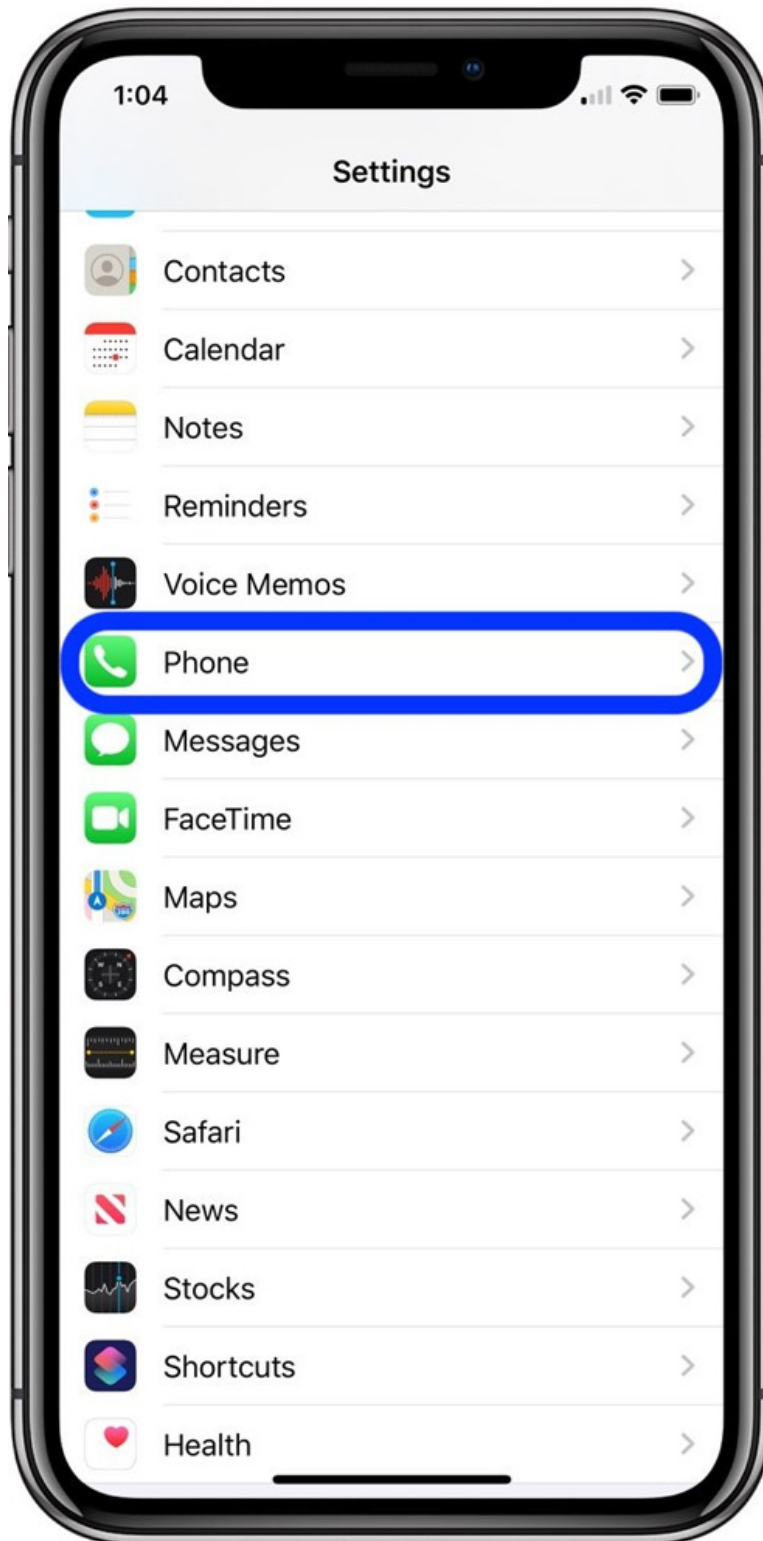 1:04
Settings
Contacts
Calendar
Notes
Reminders
Voice Memos
Phone
Messages
FaceTime
Maps
Compass
Measure
Safari
News
Stocks
Shortcuts
Health